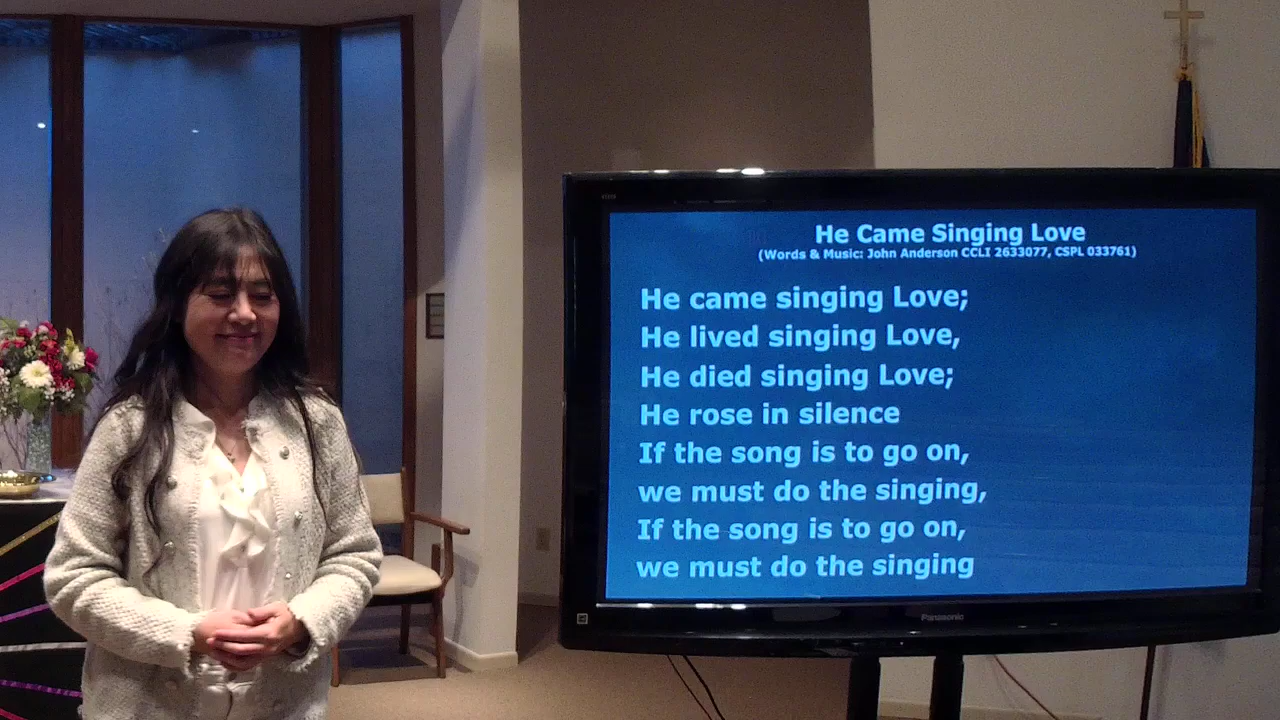 He Came Singing Love
(Words & Music: John Anderson CCLI 2633077, CSPL 033761)
He came singing Love;
He lived singing Love,
He died singing Love;
He rose in silence
If the song is to go on,
we must do the singing,
If the song is to go on,
we must do the singing
Panasonic